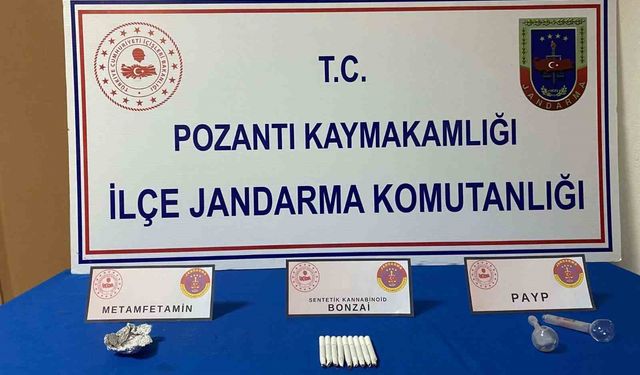 T.C.
POZANTI KAYMAKAMLIĞI
İLÇE JANDARMA KOMUTANLIĞI
JANDARMA
METAMFETAMİN
SENTETİK KANNABİNOİD
BONZAİ
PAYP